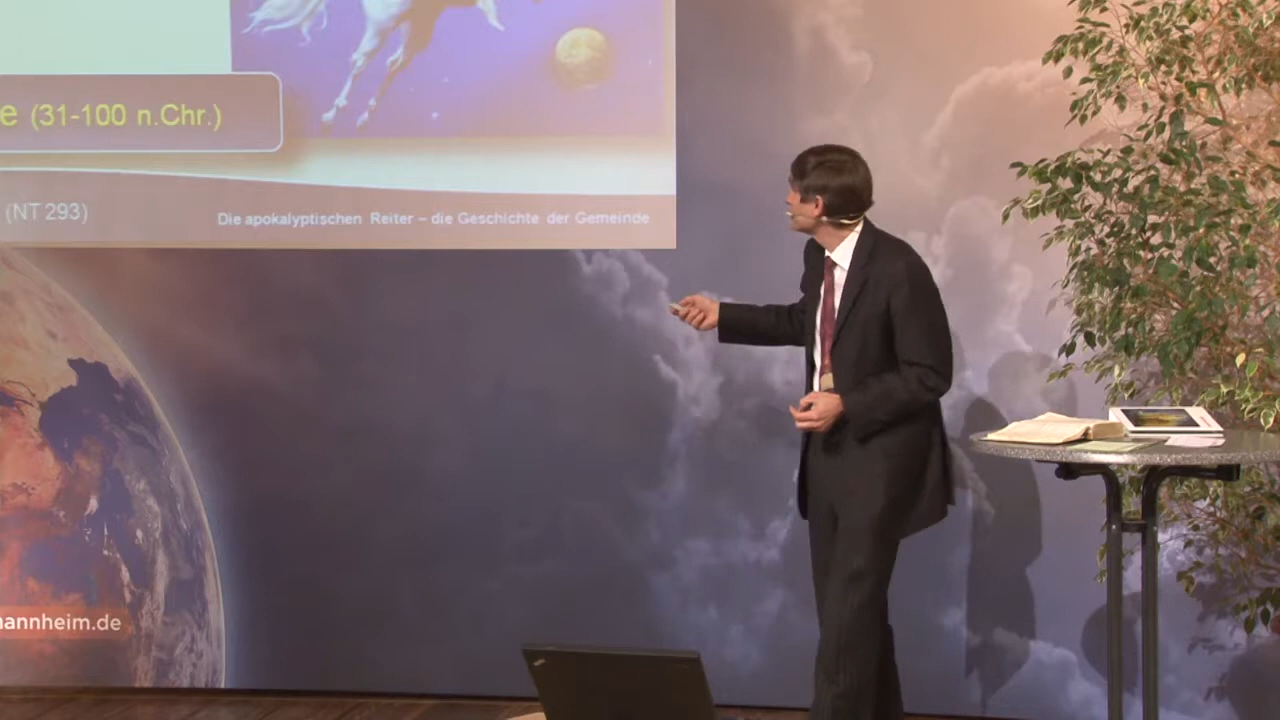 e (31-100 n.Chr.)
(NT 293)
Die apokalyptischen Reiter – die Geschichte der Gemeinde
annheim.de